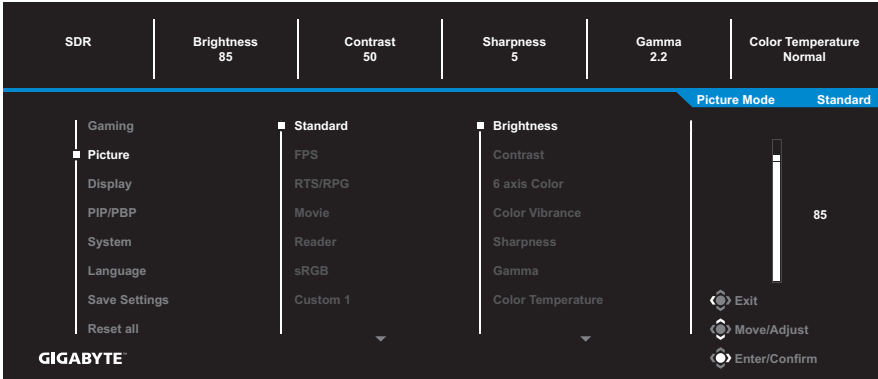 SDR
Brightness
85
Contrast
50
Sharpness
5
Gamma
2.2
Color Temperature
Normal
Picture Mode Standard
Gaming
Picture
Display
PIP/PBP
System
Language
Save Settings
Reset all
Standard
FPS
RTS/RPG
Movie
Reader
sRGB
Custom 1
Brightness
Contrast
6 axis Color
Color Vibrance
Sharpness
Gamma
Color Temperature
85
Exit
Move/Adjust
Enter/Confirm
GIGABYTE™